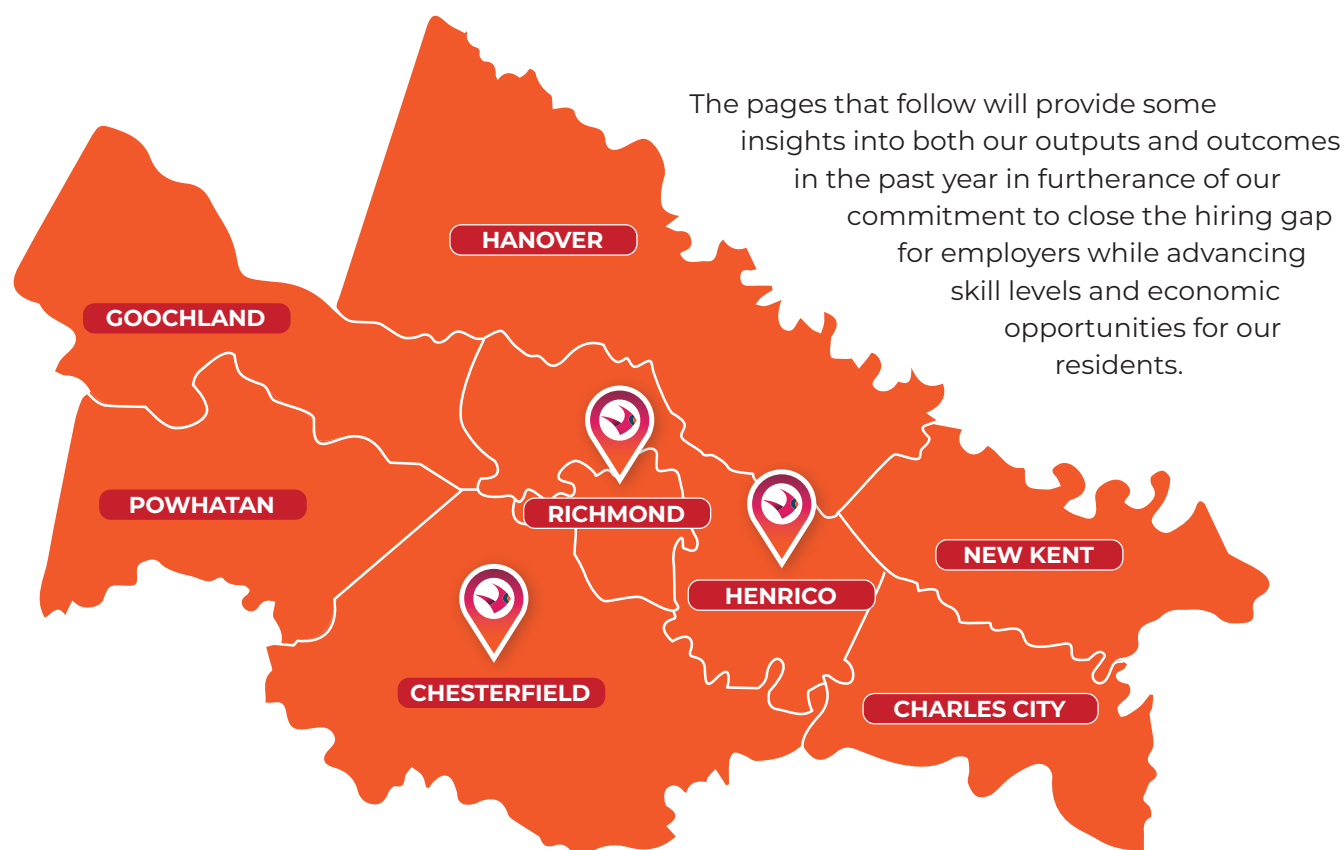 The pages that follow will provide some
insights into both our outputs and outcomes
in the past year in furtherance of our
commitment to close the hiring gap
for employers while advancing
skill levels and economic
opportunities for our
residents.
HANOVER
GOOCHLAND
POWHATAN
RICHMOND
NEW KENT
HENRICO
CHESTERFIELD
CHARLES CITY